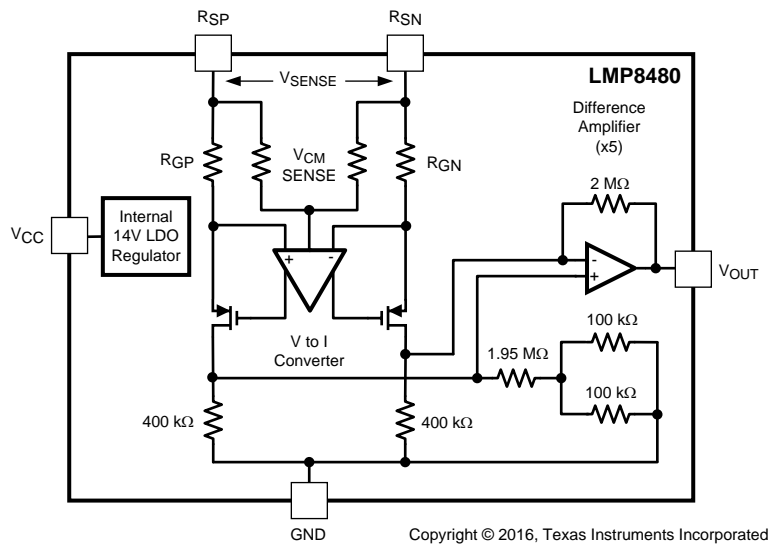 RSP
RSN
VSENSE
LMP8480
Difference
Amplifier
(x5)
RGP
VCM
SENSE
RGN
2 MΩ
VCC
Internal
14V LDO
Regulator
+
-
-
+
VOUT
V to I
Converter
100 kΩ
1.95 MΩ
100 kΩ
400 kΩ
400 kΩ
GND
Copyright © 2016, Texas Instruments Incorporated